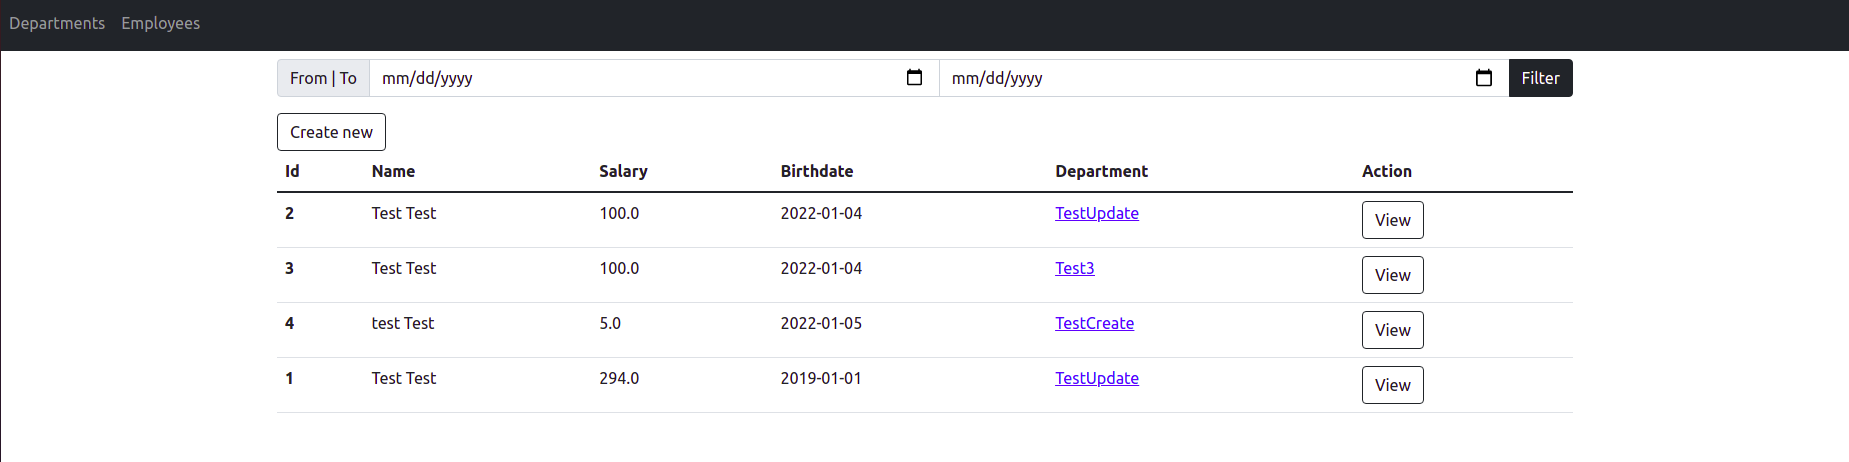 Departments Employees
From | To mm/dd/yyyy mm/dd/yyyy Filter
Create new
Id Name Salary Birthdate Department Action
2 Test Test 100.0 2022-01-04 TestUpdate View
3 Test Test 100.0 2022-01-04 Test3 View
4 test Test 5.0 2022-01-05 TestCreate View
1 Test Test 294.0 2019-01-01 TestUpdate View